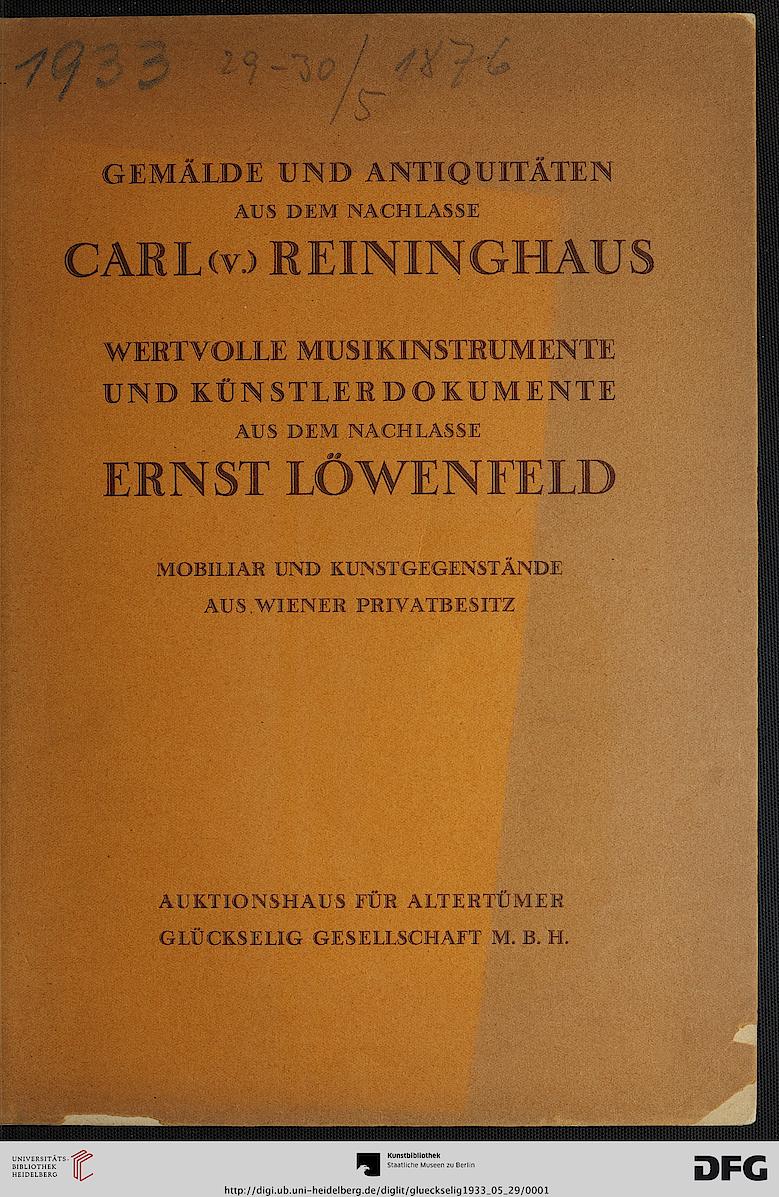 1933 29-30/5 1876
GEMÄLDE UND ANTIQUITÄTEN
AUS DEM NACHLASSE
CARL (V.) REININGHAUS
WERTVOLLE MUSIKINSTRUMENTE
UND KÜNSTLERDOKUMENTE
AUS DEM NACHLASSE
ERNST LÖWENFELD
MOBILIAR UND KUNSTGEGENSTÄNDE
AUS WIENER PRIVATBESITZ
AUKTIONSHAUS FÜR ALTERTÜMER
GLÜCKSELIG GESELLSCHAFT M. B. H.
UNIVERSITÄTS-
BIBLIOTHEK
HEIDELBERG
Kunstbibliothek
Staatliche Museen zu Berlin
DFG
http://digi.ub.uni-heidelberg.de/diglit/glueckselig1933_05_29/0001